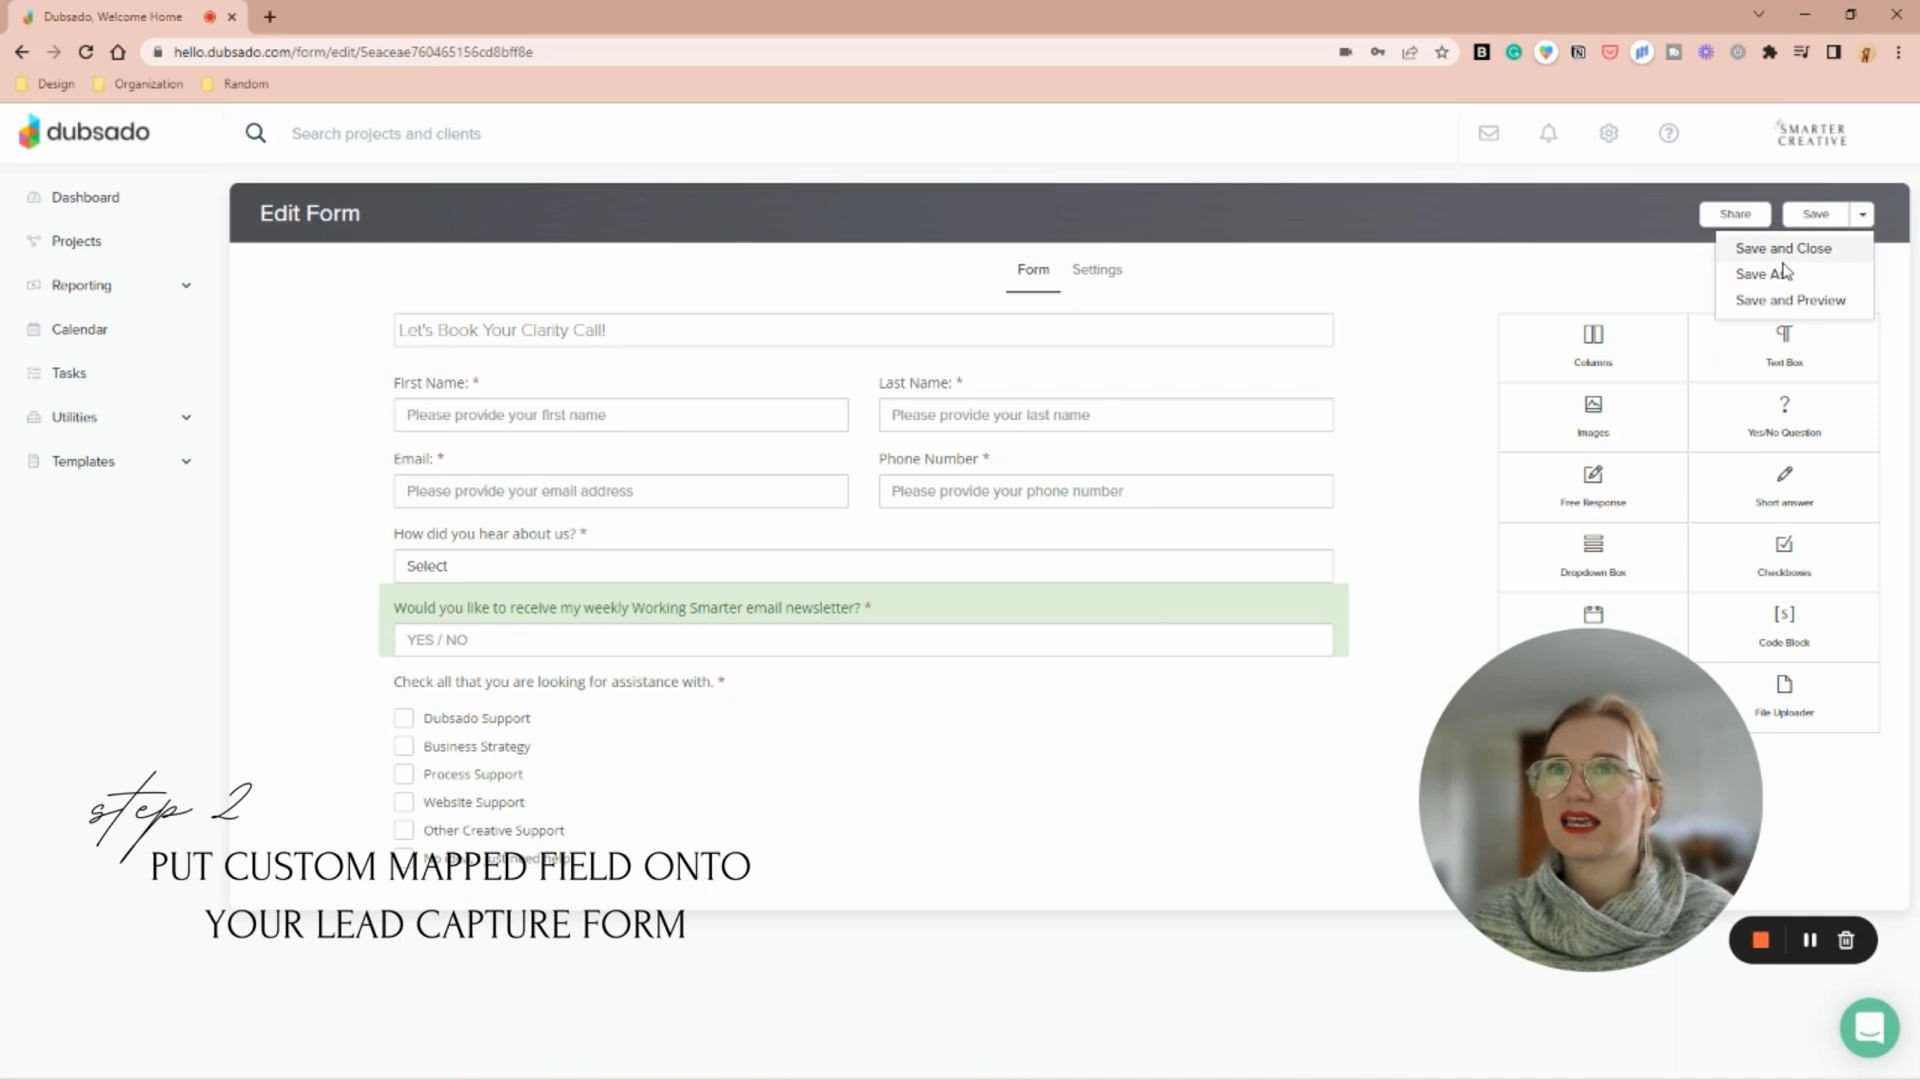 Dubsado, Welcome Home
hello.dubsado.com/form/edit/5eaceae760465156cd8bff8e
Design
Organization
Random
dubsado
Search projects and clients
SMARTER
CREATIVE
Dashboard
Projects
Reporting
Calendar
Tasks
Utilities
Templates
Edit Form
Share
Save
Save and Close
Save As
Save and Preview
Form
Settings
Let's Book Your Clarity Call!
First Name: *
Last Name: *
Please provide your first name
Please provide your last name
Email: *
Phone Number *
Please provide your email address
Please provide your phone number
How did you hear about us? *
Select
Would you like to receive my weekly Working Smarter email newsletter? *
YES / NO
Check all that you are looking for assistance with. *
Dubsado Support
Business Strategy
Process Support
Website Support
Other Creative Support
Columns
Text Box
Images
Yes/No Question
Free Response
Short answer
Dropdown Box
Checkboxes
Code Block
File Uploader
step 2
PUT CUSTOM MAPPED FIELD ONTO
YOUR LEAD CAPTURE FORM